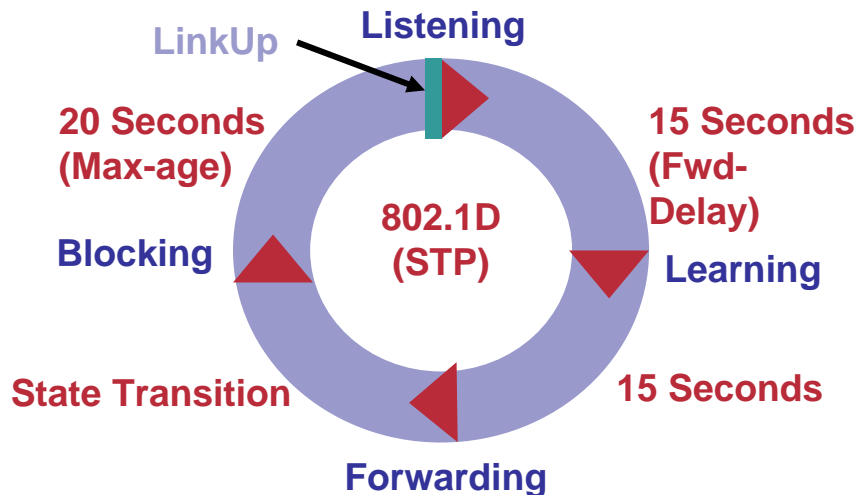 LinkUp
Listening
20 Seconds
(Max-age)
15 Seconds
(Fwd-
Delay)
802.1D
(STP)
Blocking
Learning
State Transition
15 Seconds
Forwarding